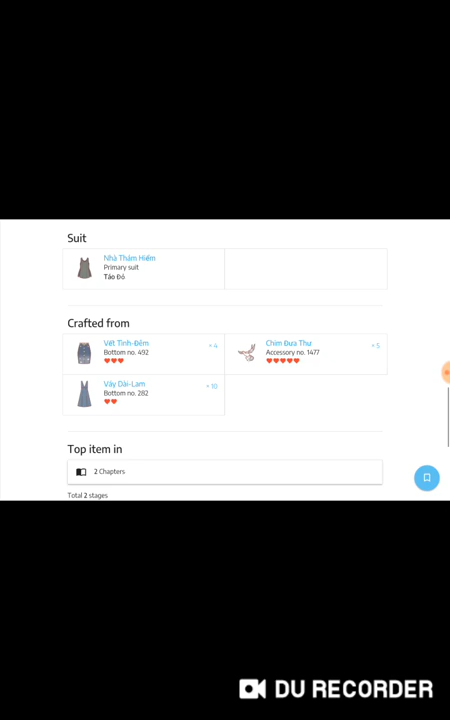 Suit
Nhà Thám Hiểm
Primary suit
Táo Đỏ
Crafted from
Vết Tinh-Đêm
× 4
Bottom no. 492
Chim Đưa Thư
× 5
Accessory no. 1477
Váy Dài-Lam
× 10
Bottom no. 282
Top item in
2 Chapters
Total 2 stages
DU RECORDER